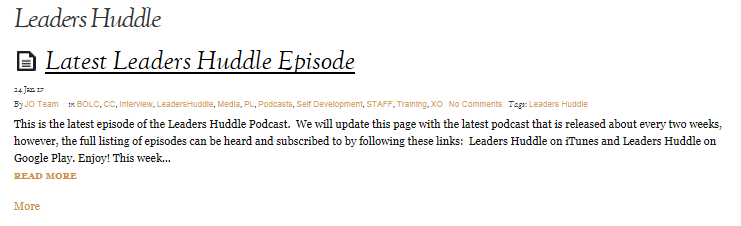 Leaders Huddle
Latest Leaders Huddle Episode
24 Jan 17
By JO Team in BOLC, CC, Interview, LeadersHuddle, Media, PL, Podcasts, Self Development, STAFF, Training, XO No Comments Tags: Leaders Huddle
This is the latest episode of the Leaders Huddle Podcast. We will update this page with the latest podcast that is released about every two weeks,
however, the full listing of episodes can be heard and subscribed to by following these links: Leaders Huddle on iTunes and Leaders Huddle on
Google Play. Enjoy! This week...
READ MORE
More